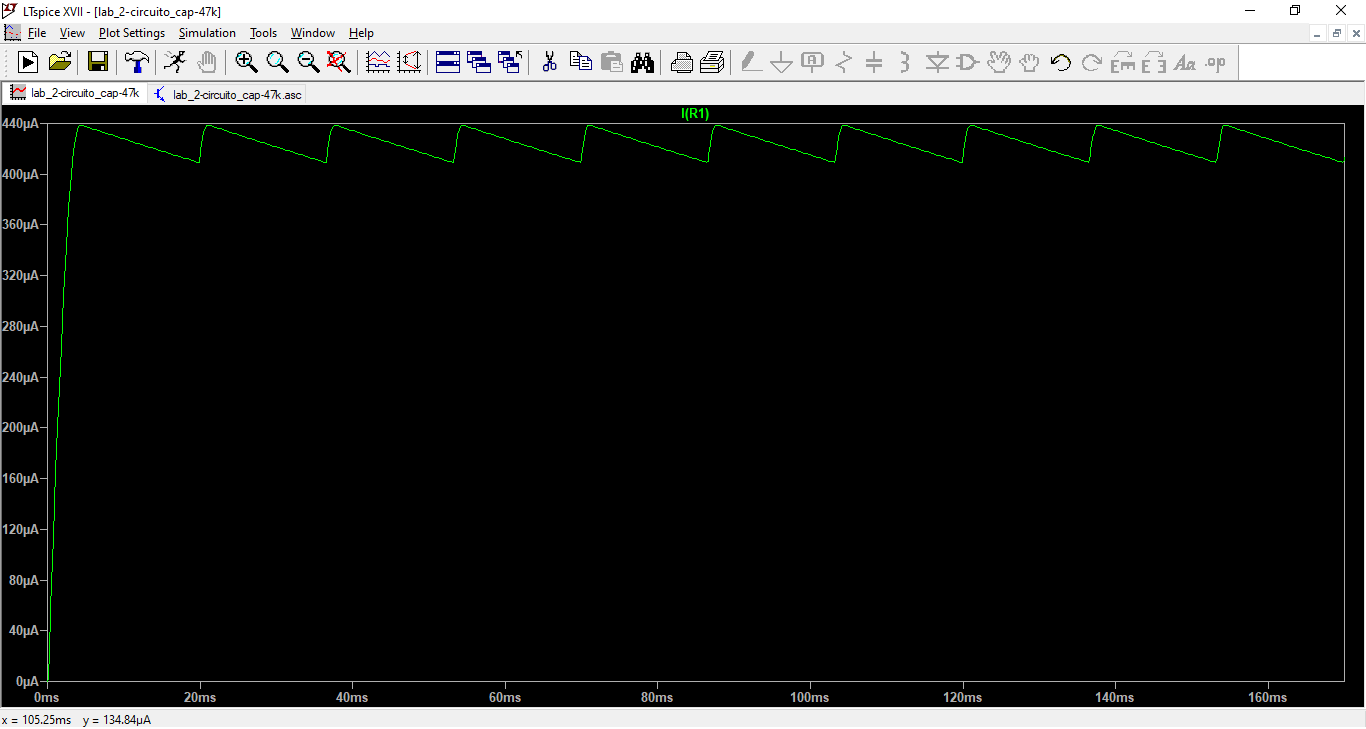 LTspice XVII - [lab_2-circuito_cap-47k]
File View Plot Settings Simulation Tools Window Help
lab_2-circuito_cap-47k lab_2-circuito_cap-47k.asc
I(R1)
440µA
400µA
360µA
320µA
280µA
240µA
200µA
160µA
120µA
80µA
40µA
0µA
0ms 20ms 40ms 60ms 80ms 100ms 120ms 140ms 160ms
x = 105.25ms y = 134.84µA